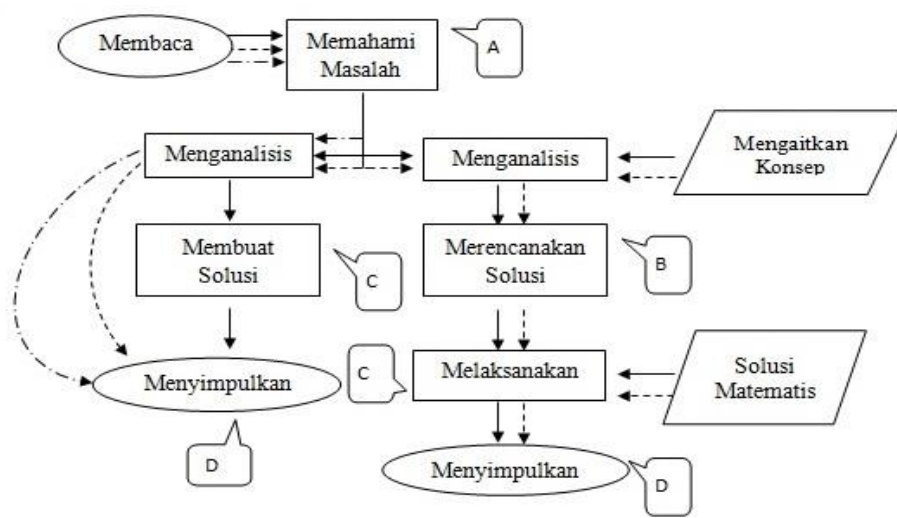 Membaca
Memahami
Masalah
A
Menganalisis
Menganalisis
Mengaitkan
Konsep
Membuat
Solusi
C
Merencanakan
Solusi
B
Menyimpulkan
C
Melaksanakan
Solusi
Matematis
D
Menyimpulkan
D